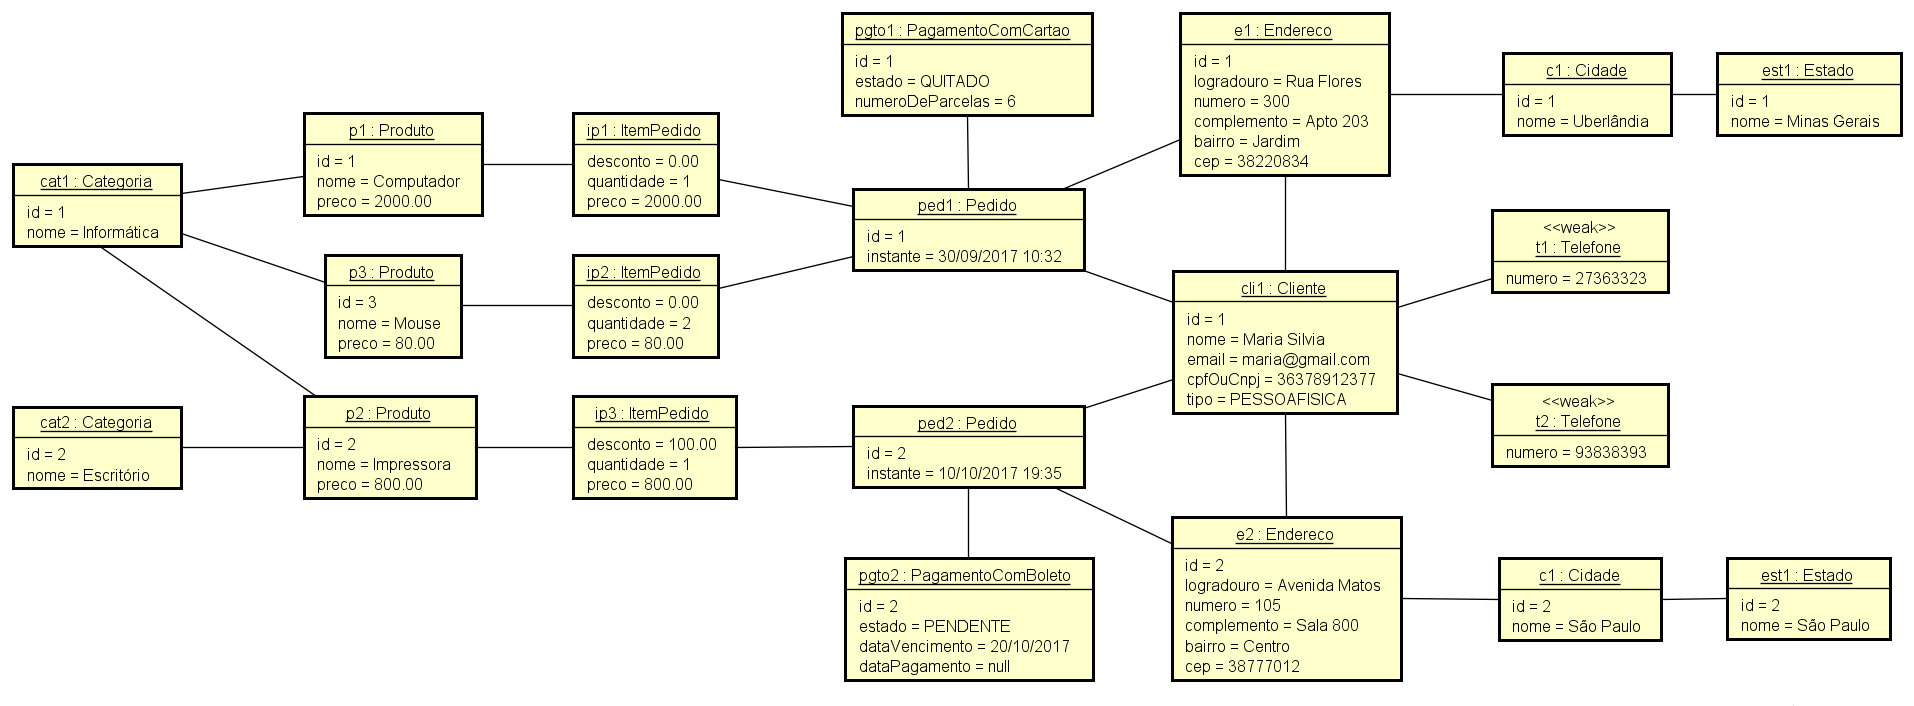 pgto1 : PagamentoComCartao
id = 1
estado = QUITADO
numeroDeParcelas = 6
e1 : Endereco
id = 1
logradouro = Rua Flores
numero = 300
complemento = Apto 203
bairro = Jardim
cep = 38220834
c1 : Cidade
id = 1
nome = Uberlândia
est1 : Estado
id = 1
nome = Minas Gerais
cat1 : Categoria
id = 1
nome = Informática
p1 : Produto
id = 1
nome = Computador
preco = 2000.00
ip1 : ItemPedido
desconto = 0.00
quantidade = 1
preco = 2000.00
ped1 : Pedido
id = 1
instante = 30/09/2017 10:32
p3 : Produto
id = 3
nome = Mouse
preco = 80.00
ip2 : ItemPedido
desconto = 0.00
quantidade = 2
preco = 80.00
cli1 : Cliente
id = 1
nome = Maria Silvia
email = maria@gmail.com
cpfOuCnpj = 36378912377
tipo = PESSOAFISICA
<<weak>>
t1 : Telefone
numero = 27363323
<<weak>>
t2 : Telefone
numero = 93838393
cat2 : Categoria
id = 2
nome = Escritório
p2 : Produto
id = 2
nome = Impressora
preco = 800.00
ip3 : ItemPedido
desconto = 100.00
quantidade = 1
preco = 800.00
ped2 : Pedido
id = 2
instante = 10/10/2017 19:35
pgto2 : PagamentoComBoleto
id = 2
estado = PENDENTE
dataVencimento = 20/10/2017
dataPagamento = null
e2 : Endereco
id = 2
logradouro = Avenida Matos
numero = 105
complemento = Sala 800
bairro = Centro
cep = 38777012
c1 : Cidade
id = 2
nome = São Paulo
est1 : Estado
id = 2
nome = São Paulo